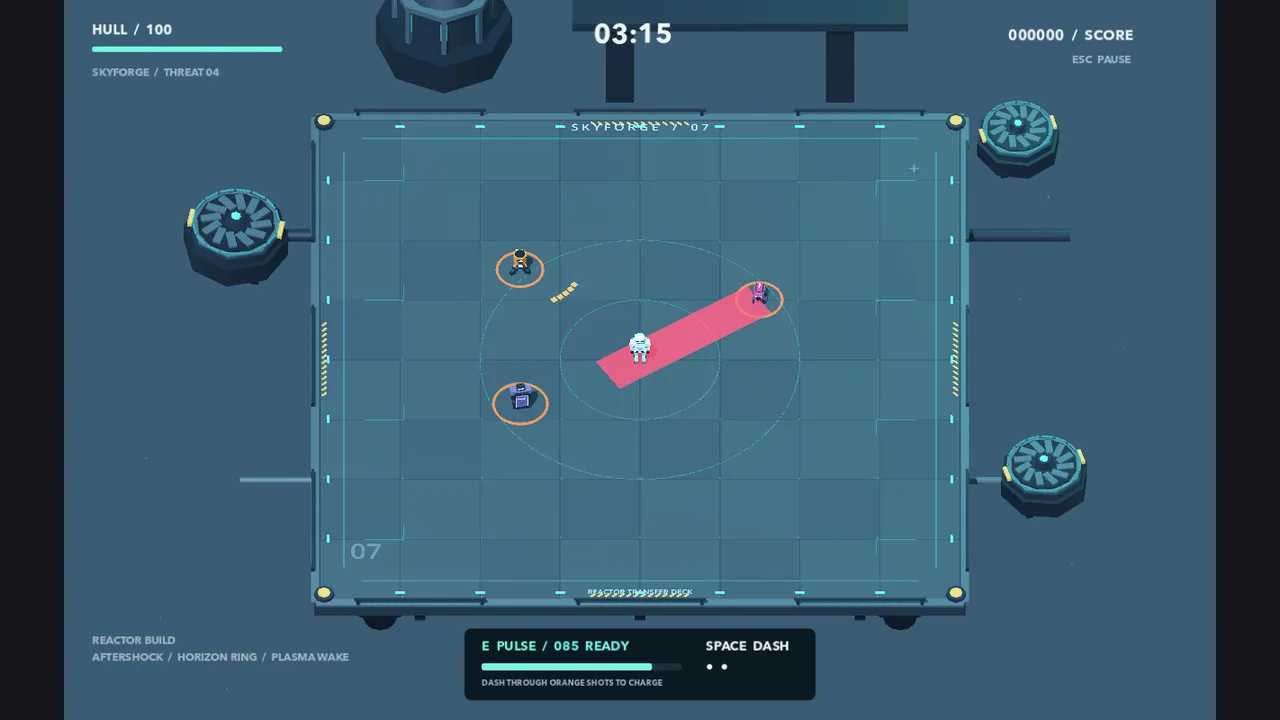 HULL / 100
03:15
000000 / SCORE
SKYFORGE / THREAT 04
ESC PAUSE
SKYFORGE / 07
07
REACTOR TRANSFER DECK
REACTOR BUILD
AFTERSHOCK / HORIZON RING / PLASMA WAKE
E PULSE / 085 READY
SPACE DASH
DASH THROUGH ORANGE SHOTS TO CHARGE